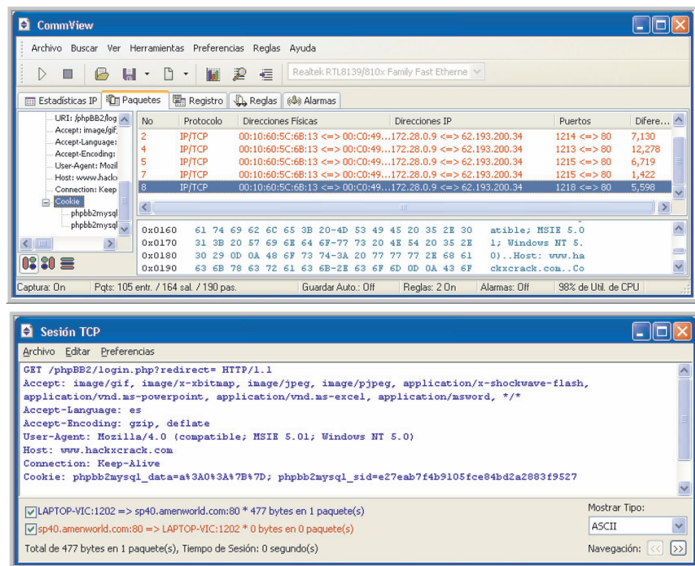 CommView
Archivo Buscar Ver Herramientas Preferencias Reglas Ayuda
Realtek RTL8139/810x Family Fast Etherne
Estadísticas IP Paquetes Registro Reglas Alarmas
URI: /phpBB2/log
Accept: image/gif,
Accept-Language:
Accept-Encoding:
User-Agent: Mozil
Host: www.hackx
Connection: Keep
Cookie
phpbb2mysql
phpbb2mysql
No Protocolo Direcciones Físicas Direcciones IP Puertos Difere...
2 IP/TCP 00:10:60:5C:6B:13 <=> 00:C0:49... 172.28.0.9 <=> 62.193.200.34 1214 <=> 80 7,130
4 IP/TCP 00:10:60:5C:6B:13 <=> 00:C0:49... 172.28.0.9 <=> 62.193.200.34 1213 <=> 80 12,278
5 IP/TCP 00:10:60:5C:6B:13 <=> 00:C0:49... 172.28.0.9 <=> 62.193.200.34 1215 <=> 80 6,719
7 IP/TCP 00:10:60:5C:6B:13 <=> 00:C0:49... 172.28.0.9 <=> 62.193.200.34 1215 <=> 80 1,422
8 IP/TCP 00:10:60:5C:6B:13 <=> 00:C0:49... 172.28.0.9 <=> 62.193.200.34 1218 <=> 80 5,598
0x0160 61 74 69 62 6C 65 3B 20-4D 53 49 45 20 35 2E 30 atible; MSIE 5.0
0x0170 31 3B 20 57 69 6E 64 6F-77 73 20 4E 54 20 35 2E 1; Windows NT 5.
0x0180 30 29 0D 0A 48 6F 73 74-3A 20 77 77 77 2E 68 61 0)..Host: www.ha
0x0190 63 6B 78 63 72 61 63 6B-2E 63 6F 6D 0D 0A 43 6F ckxcrack.com..Co
Captura: On Pqts: 105 entr. / 164 sal. / 190 pas. Guardar Auto.: Off Reglas: 2 On Alarmas: Off 98% de Util. de CPU
Sesión TCP
Archivo Editar Preferencias
GET /phpBB2/login.php?redirect= HTTP/1.1
Accept: image/gif, image/x-xbitmap, image/jpeg, image/pjpeg, application/x-shockwave-flash,
application/vnd.ms-powerpoint, application/vnd.ms-excel, application/msword, */*
Accept-Language: es
Accept-Encoding: gzip, deflate
User-Agent: Mozilla/4.0 (compatible; MSIE 5.01; Windows NT 5.0)
Host: www.hackxcrack.com
Connection: Keep-Alive
Cookie: phpbb2mysql_data=a%3A0%3A%7B%7D; phpbb2mysql_sid=e27eab7f4b9105fce84bd2a2883f9527
LAPTOP-VIC:1202 => sp40.amenworld.com:80 * 477 bytes en 1 paquete(s)
sp40.amenworld.com:80 => LAPTOP-VIC:1202 * 0 bytes en 0 paquete(s)
Total de 477 bytes en 1 paquete(s), Tiempo de Sesión: 0 segundo(s)
Mostrar Tipo:
ASCII
Navegación: << >>